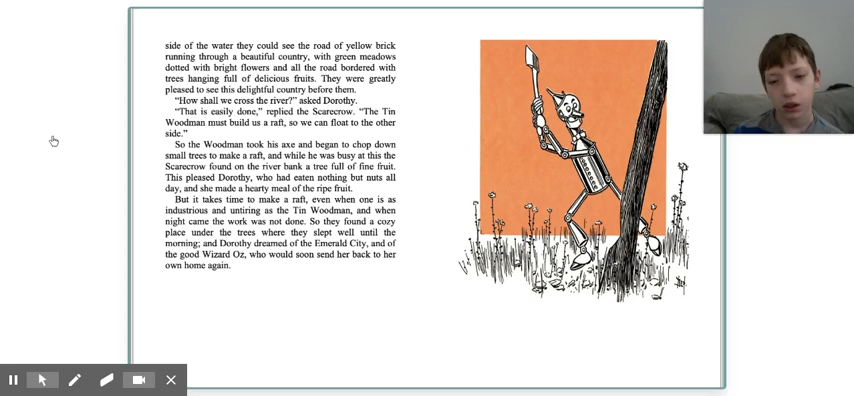 side of the water they could see the road of yellow brick
running through a beautiful country, with green meadows
dotted with bright flowers and all the road bordered with
trees hanging full of delicious fruits. They were greatly
pleased to see this delightful country before them.
“How shall we cross the river?” asked Dorothy.
“That is easily done,” replied the Scarecrow. “The Tin
Woodman must build us a raft, so we can float to the other
side.”
So the Woodman took his axe and began to chop down
small trees to make a raft, and while he was busy at this the
Scarecrow found on the river bank a tree full of fine fruit.
This pleased Dorothy, who had eaten nothing but nuts all
day, and she made a hearty meal of the ripe fruit.
But it takes time to make a raft, even when one is as
industrious and untiring as the Tin Woodman, and when
night came the work was not done. So they found a cozy
place under the trees where they slept well until the
morning; and Dorothy dreamed of the Emerald City, and of
the good Wizard Oz, who would soon send her back to her
own home again.